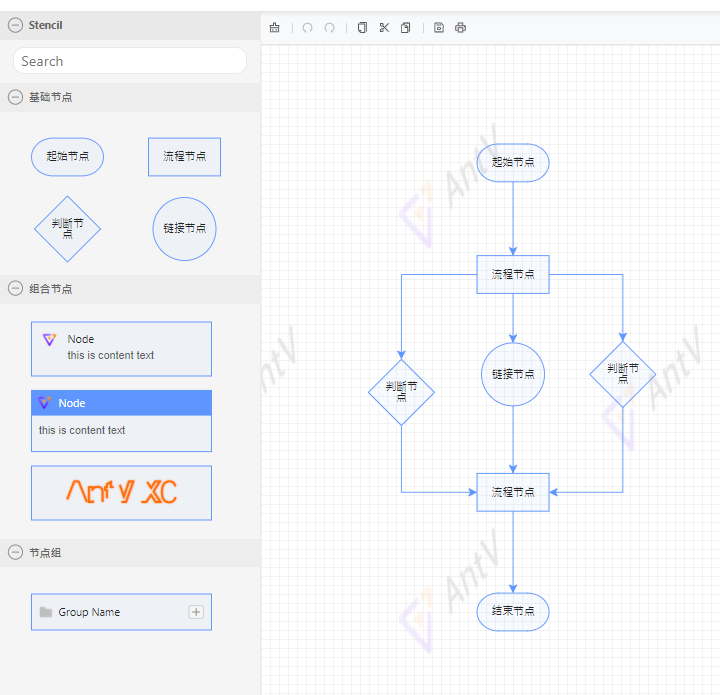 Stencil
Search
基础节点
起始节点
流程节点
判断节
点
链接节点
组合节点
Node
this is content text
Node
this is content text
AntV X6
节点组
Group Name
起始节点
流程节点
判断节
点
链接节点
判断节
点
流程节点
结束节点
AntV
AntV
AntV